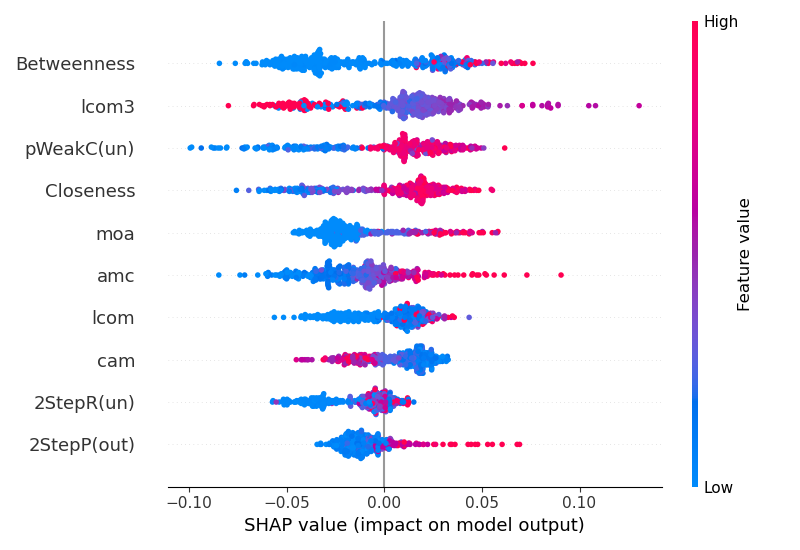 High
Betweenness
lcom3
pWeakC(un)
Closeness
moa
amc
lcom
cam
2StepR(un)
2StepP(out)
Feature value
Low
−0.10 −0.05 0.00 0.05 0.10
SHAP value (impact on model output)